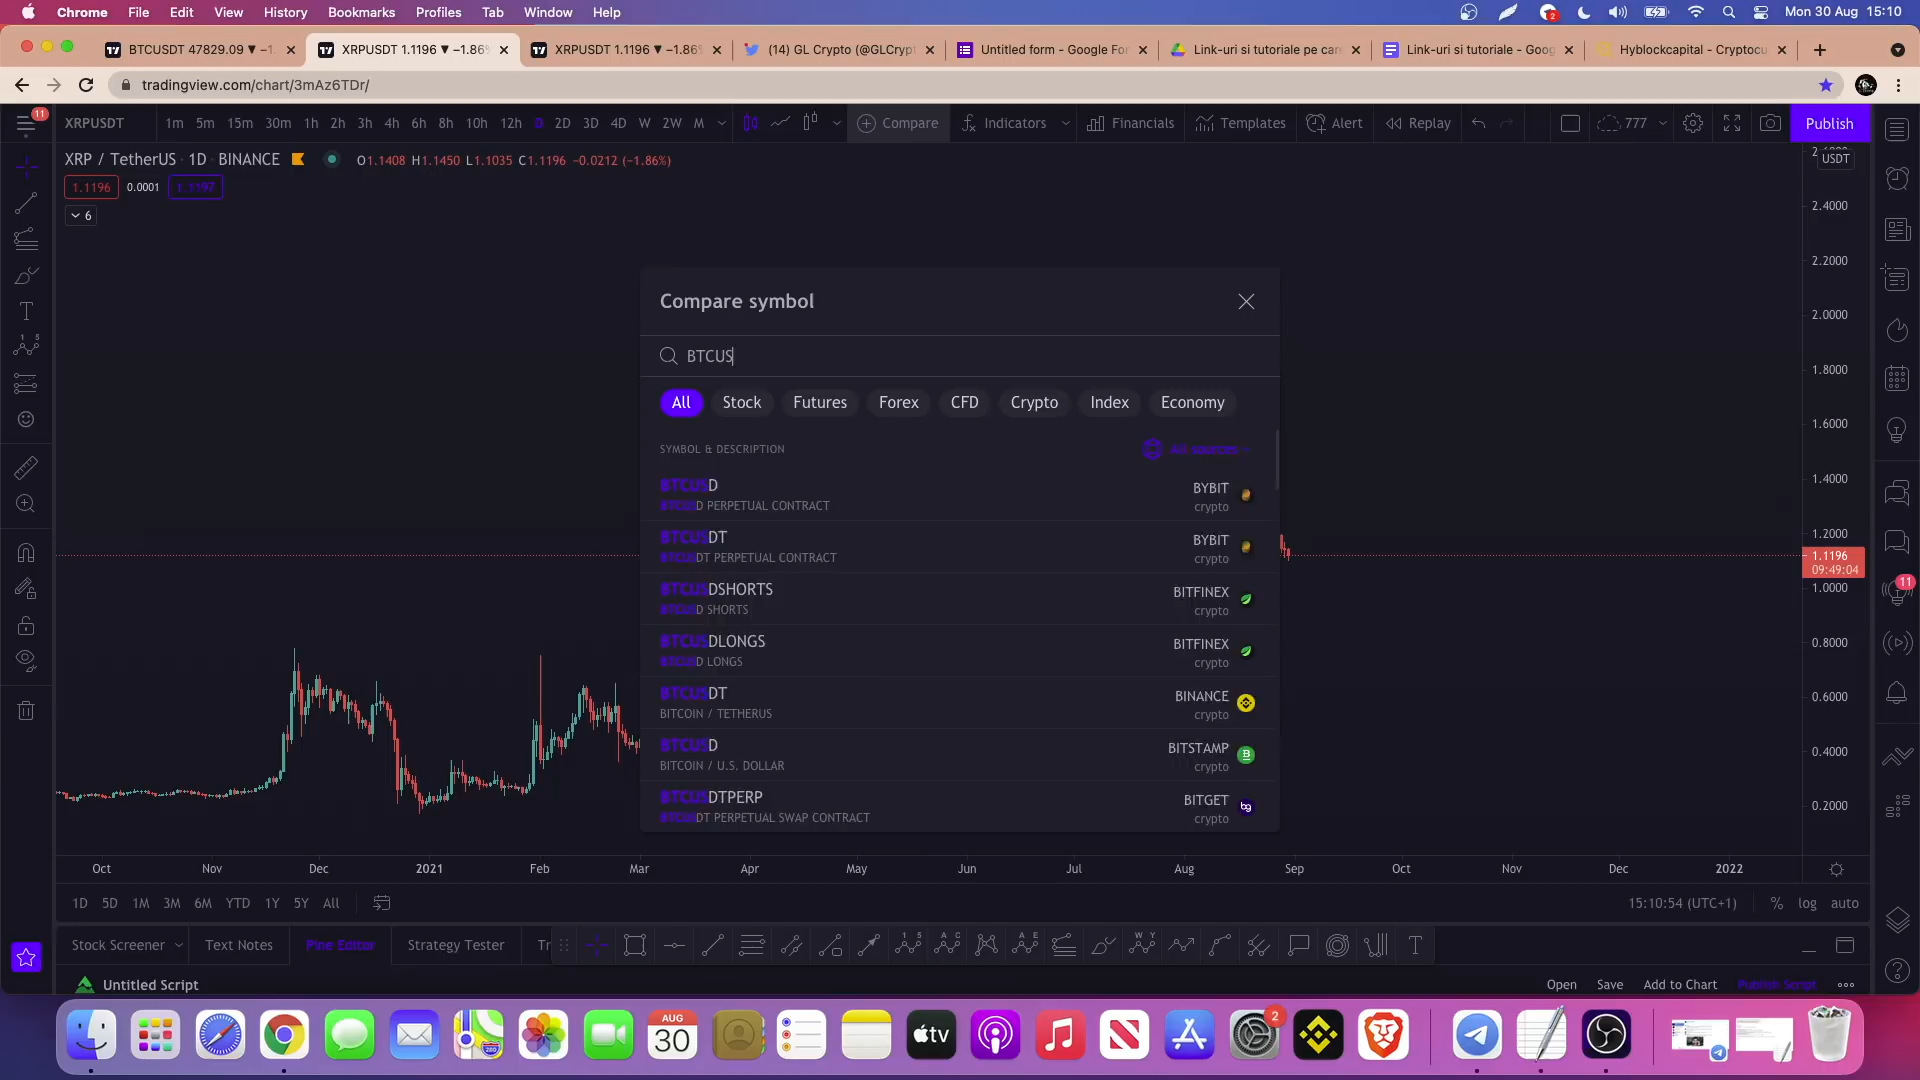 Chrome File Edit View History Bookmarks Profiles Tab Window Help 2 Mon 30 Aug 15:10
BTCUSDT 47829.09 ▼ −1. XRPUSDT 1.1196 ▼ −1.86% XRPUSDT 1.1196 ▼ −1.86% (14) GL Crypto (@GLCrypt Untitled form - Google For Link-uri si tutoriale pe car Link-uri si tutoriale - Goog Hyblockcapital - Cryptocu
tradingview.com/chart/3mAz6TDr/
11 XRPUSDT 1m 5m 15m 30m 1h 2h 3h 4h 6h 8h 10h 12h D 2D 3D 4D W 2W M Compare Indicators Financials Templates Alert Replay 777 Publish
XRP / TetherUS · 1D · BINANCE O1.1408 H1.1450 L1.1035 C1.1196 −0.0212 (−1.86%)
USDT
1.1196 0.0001 1.1197
6
2.4000
2.2000
2.0000
1.8000
1.6000
1.4000
1.2000
1.1196
09:49:04
1.0000
0.8000
0.6000
0.4000
0.2000
11
Compare symbol
BTCUS
All Stock Futures Forex CFD Crypto Index Economy
SYMBOL & DESCRIPTION All sources
BTCUSD BYBIT
BTCUSD PERPETUAL CONTRACT crypto
BTCUSDT BYBIT
BTCUSDT PERPETUAL CONTRACT crypto
BTCUSDSHORTS BITFINEX
BTCUSD SHORTS crypto
BTCUSDLONGS BITFINEX
BTCUSD LONGS crypto
BTCUSDT BINANCE
BITCOIN / TETHERUS crypto
BTCUSD BITSTAMP
BITCOIN / U.S. DOLLAR crypto
BTCUSDTPERP BITGET
BTCUSDT PERPETUAL SWAP CONTRACT crypto
Oct Nov Dec 2021 Feb Mar Apr May Jun Jul Aug Sep Oct Nov Dec 2022
1D 5D 1M 3M 6M YTD 1Y 5Y All 15:10:54 (UTC+1) % log auto
Stock Screener Text Notes Pine Editor Strategy Tester Tr
Untitled Script Open Save Add to Chart Publish Script
AUG
30
tv
2